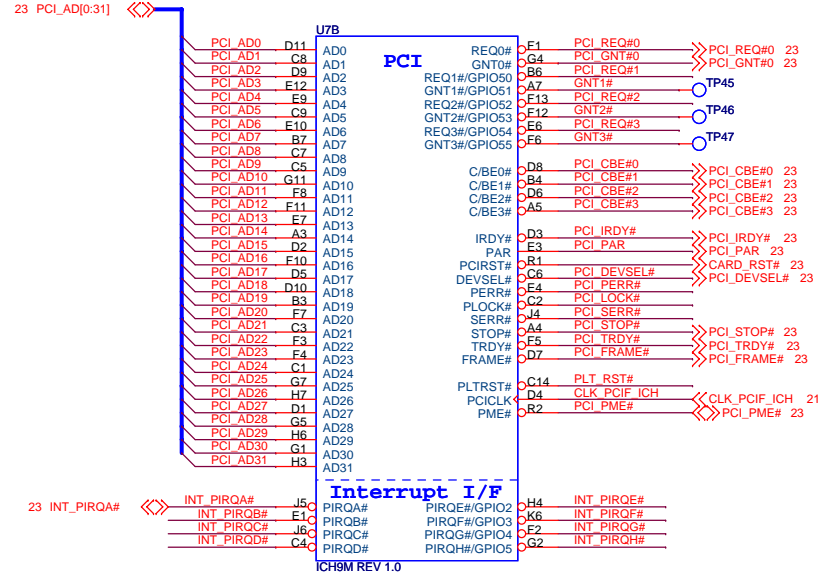 23 PCI_AD[0:31]
U7B
PCI
PCI_AD0 D11 AD0
PCI_AD1 C8 AD1
PCI_AD2 D9 AD2
PCI_AD3 E12 AD3
PCI_AD4 E9 AD4
PCI_AD5 C9 AD5
PCI_AD6 E10 AD6
PCI_AD7 B7 AD7
PCI_AD8 C7 AD8
PCI_AD9 C5 AD9
PCI_AD10 G11 AD10
PCI_AD11 F8 AD11
PCI_AD12 F11 AD12
PCI_AD13 E7 AD13
PCI_AD14 A3 AD14
PCI_AD15 D2 AD15
PCI_AD16 F10 AD16
PCI_AD17 D5 AD17
PCI_AD18 D10 AD18
PCI_AD19 B3 AD19
PCI_AD20 F7 AD20
PCI_AD21 C3 AD21
PCI_AD22 F3 AD22
PCI_AD23 F4 AD23
PCI_AD24 C1 AD24
PCI_AD25 G7 AD25
PCI_AD26 H7 AD26
PCI_AD27 D1 AD27
PCI_AD28 G5 AD28
PCI_AD29 H6 AD29
PCI_AD30 G1 AD30
PCI_AD31 H3 AD31
REQ0# F1 PCI_REQ#0 PCI_REQ#0 23
GNT0# G4 PCI_GNT#0 PCI_GNT#0 23
REQ1#/GPIO50 B6 PCI_REQ#1
GNT1#/GPIO51 A7 GNT1# TP45
REQ2#/GPIO52 F13 PCI_REQ#2
GNT2#/GPIO53 F12 GNT2# TP46
REQ3#/GPIO54 E6 PCI_REQ#3
GNT3#/GPIO55 F6 GNT3# TP47
C/BE0# D8 PCI_CBE#0 PCI_CBE#0 23
C/BE1# B4 PCI_CBE#1 PCI_CBE#1 23
C/BE2# D6 PCI_CBE#2 PCI_CBE#2 23
C/BE3# A5 PCI_CBE#3 PCI_CBE#3 23
IRDY# D3 PCI_IRDY# PCI_IRDY# 23
PAR E3 PCI_PAR PCI_PAR 23
PCIRST# R1 CARD_RST# 23
DEVSEL# C6 PCI_DEVSEL# PCI_DEVSEL# 23
PERR# E4 PCI_PERR#
PLOCK# C2 PCI_LOCK#
SERR# J4 PCI_SERR#
STOP# A4 PCI_STOP# PCI_STOP# 23
TRDY# F5 PCI_TRDY# PCI_TRDY# 23
FRAME# D7 PCI_FRAME# PCI_FRAME# 23
PLTRST# C14 PLT_RST#
PCICLK D4 CLK_PCIF_ICH CLK_PCIF_ICH 21
PME# R2 PCI_PME# PCI_PME# 23
Interrupt I/F
23 INT_PIRQA# INT_PIRQA# J5 PIRQA#
INT_PIRQB# E1 PIRQB#
INT_PIRQC# J6 PIRQC#
INT_PIRQD# C4 PIRQD#
PIRQE#/GPIO2 H4 INT_PIRQE#
PIRQF#/GPIO3 K6 INT_PIRQF#
PIRQG#/GPIO4 F2 INT_PIRQG#
PIRQH#/GPIO5 G2 INT_PIRQH#
ICH9M REV 1.0